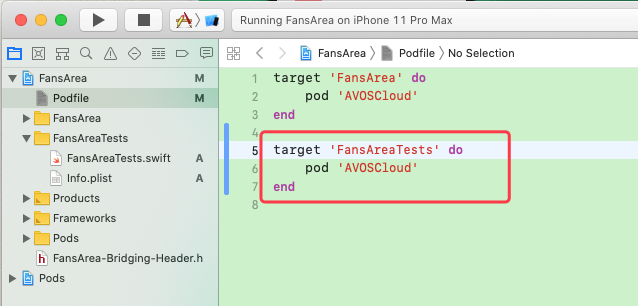 Running FansArea on iPhone 11 Pro Max
FansArea M
Podfile M
FansArea
FansAreaTests
FansAreaTests.swift A
Info.plist A
Products
Frameworks
Pods
FansArea-Bridging-Header.h
Pods
FansArea Podfile No Selection
1 target 'FansArea' do
2 pod 'AVOSCloud'
3 end
4
5 target 'FansAreaTests' do
6 pod 'AVOSCloud'
7 end
8